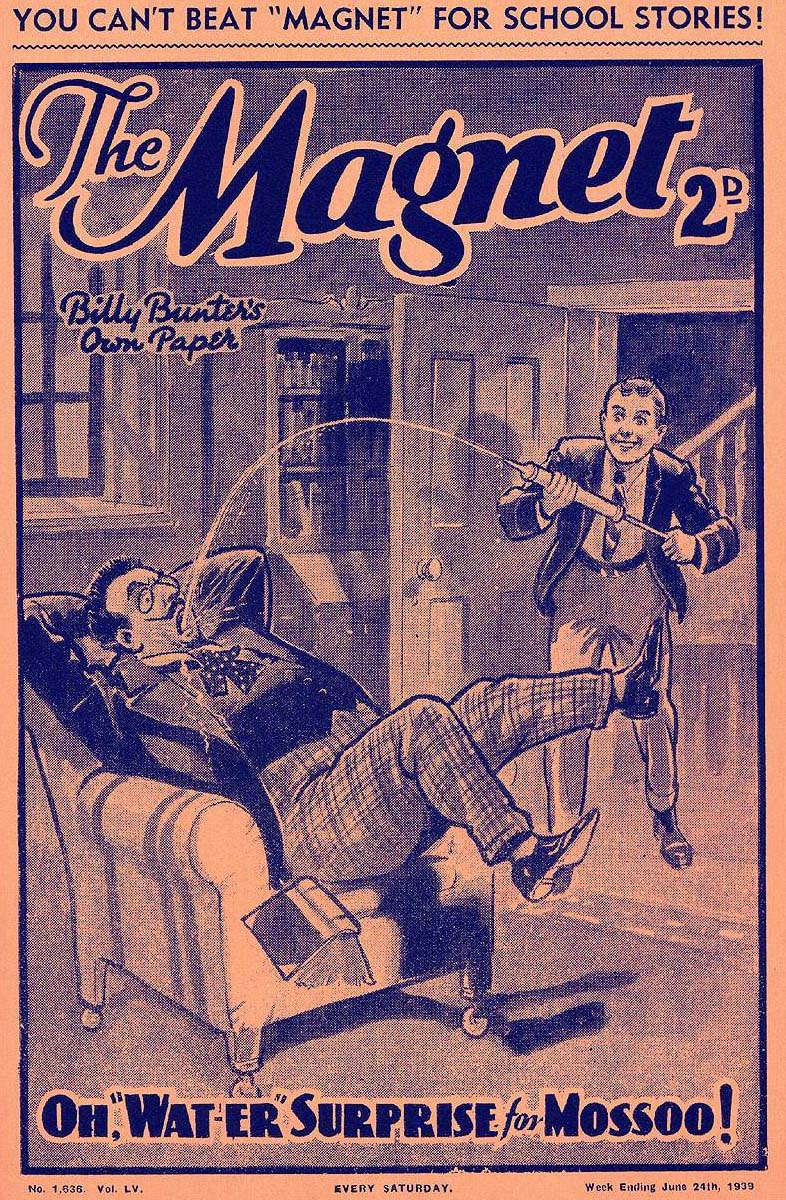 YOU CAN'T BEAT "MAGNET" FOR SCHOOL STORIES!
The Magnet 2D
Billy Bunter's
Own Paper
OH, "WAT-ER" SURPRISE for MOSSOO!
No. 1,636. Vol. LV. EVERY SATURDAY. Week Ending June 24th, 1939